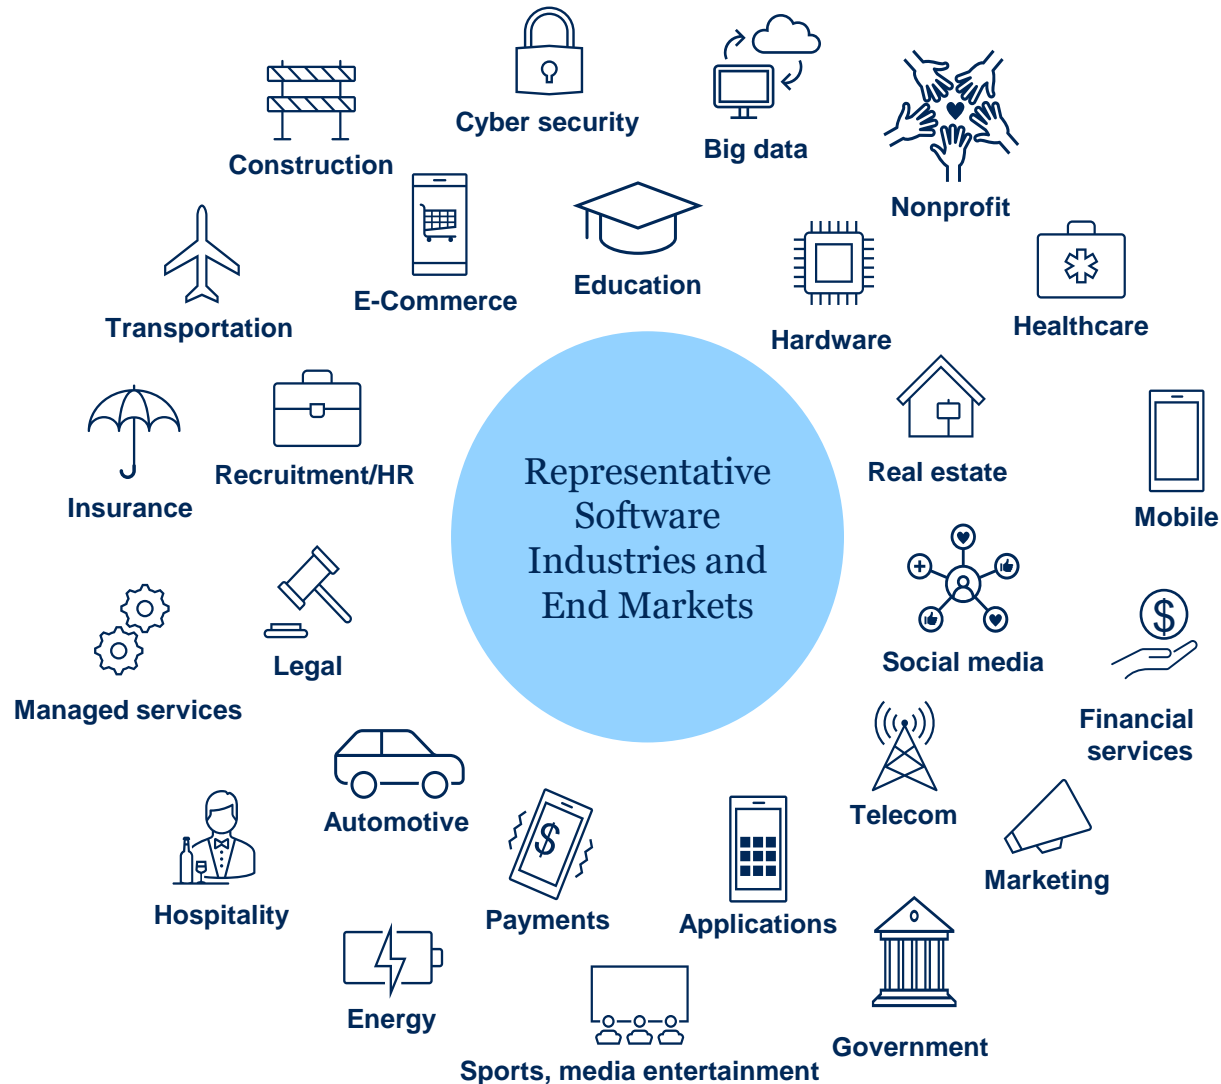 Cyber security
Big data
Construction
Nonprofit
E-Commerce
Education
Hardware
Healthcare
Transportation
Recruitment/HR
Insurance
Real estate
Mobile
Representative
Software
Industries and
End Markets
Legal
Managed services
Social media
Financial
services
$
Automotive
Telecom
Hospitality
$
Payments
Applications
Marketing
Energy
Government
Sports, media entertainment